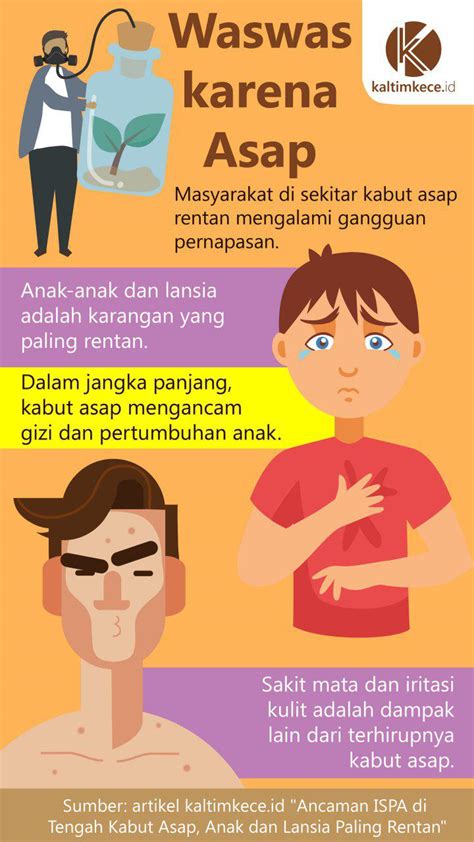 Waswas
karena
Asap
kaltimkece.id
Masyarakat di sekitar kabut asap
rentan mengalami gangguan
pernapasan.
Anak-anak dan lansia
adalah karangan yang
paling rentan.
Dalam jangka panjang,
kabut asap mengancam
gizi dan pertumbuhan anak.
Sakit mata dan iritasi
kulit adalah dampak
lain dari terhirupnya
kabut asap.
Sumber: artikel kaltimkece.id "Ancaman ISPA di
Tengah Kabut Asap, Anak dan Lansia Paling Rentan"